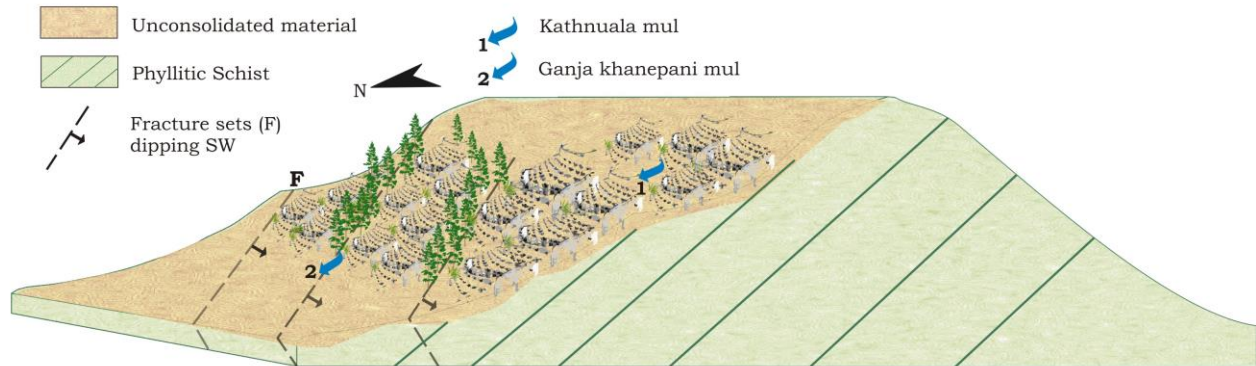 Unconsolidated material
Phyllitic Schist
Fracture sets (F)
dipping SW
1 Kathnuala mul
2 Ganja khanepani mul
N
F
1
2